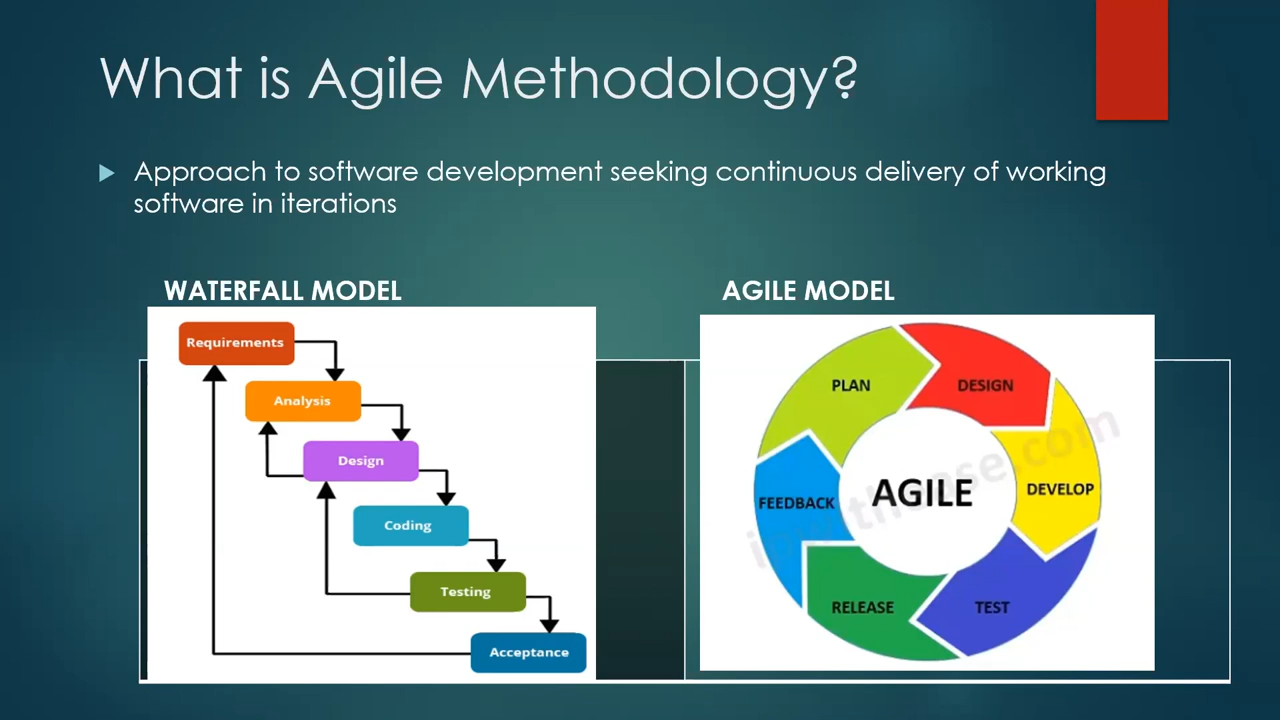 What is Agile Methodology?
Approach to software development seeking continuous delivery of working
software in iterations
WATERFALL MODEL
Requirements
Analysis
Design
Coding
Testing
Acceptance
AGILE MODEL
PLAN
DESIGN
DEVELOP
TEST
RELEASE
FEEDBACK
AGILE